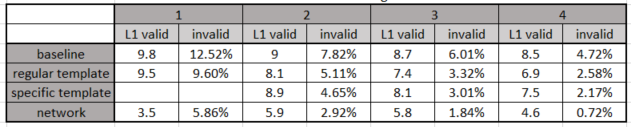 1 2 3 4
L1 valid invalid L1 valid invalid L1 valid invalid L1 valid invalid
baseline 9.8 12.52% 9 7.82% 8.7 6.01% 8.5 4.72%
regular template 9.5 9.60% 8.1 5.11% 7.4 3.32% 6.9 2.58%
specific template 8.9 4.65% 8.1 3.01% 7.5 2.17%
network 3.5 5.86% 5.9 2.92% 5.8 1.84% 4.6 0.72%